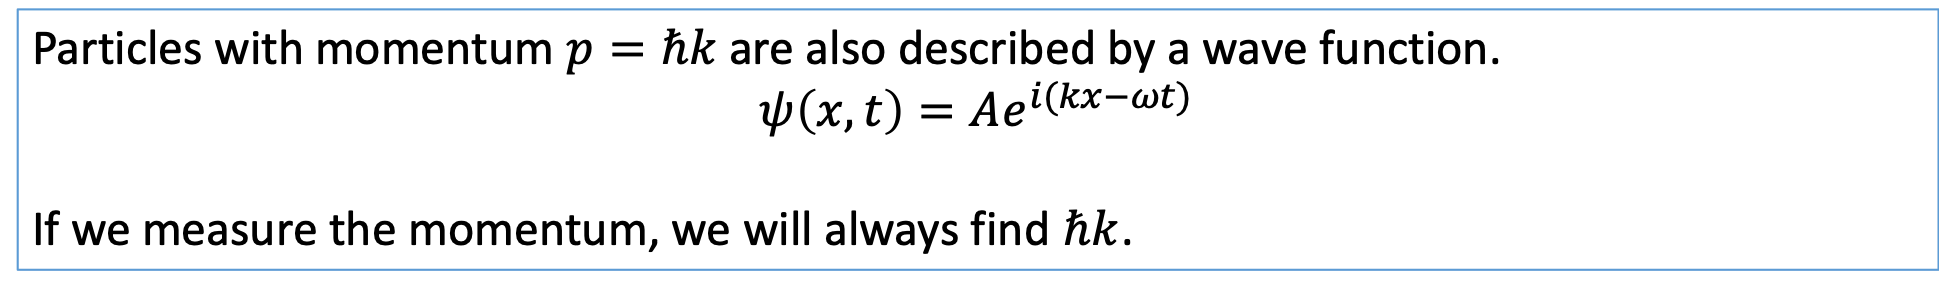 Particles with momentum 𝑝 = ℏ𝑘 are also described by a wave function.
𝜓(𝑥, 𝑡) = 𝐴𝑒^{𝑖(𝑘𝑥−𝜔𝑡)}
If we measure the momentum, we will always find ℏ𝑘.